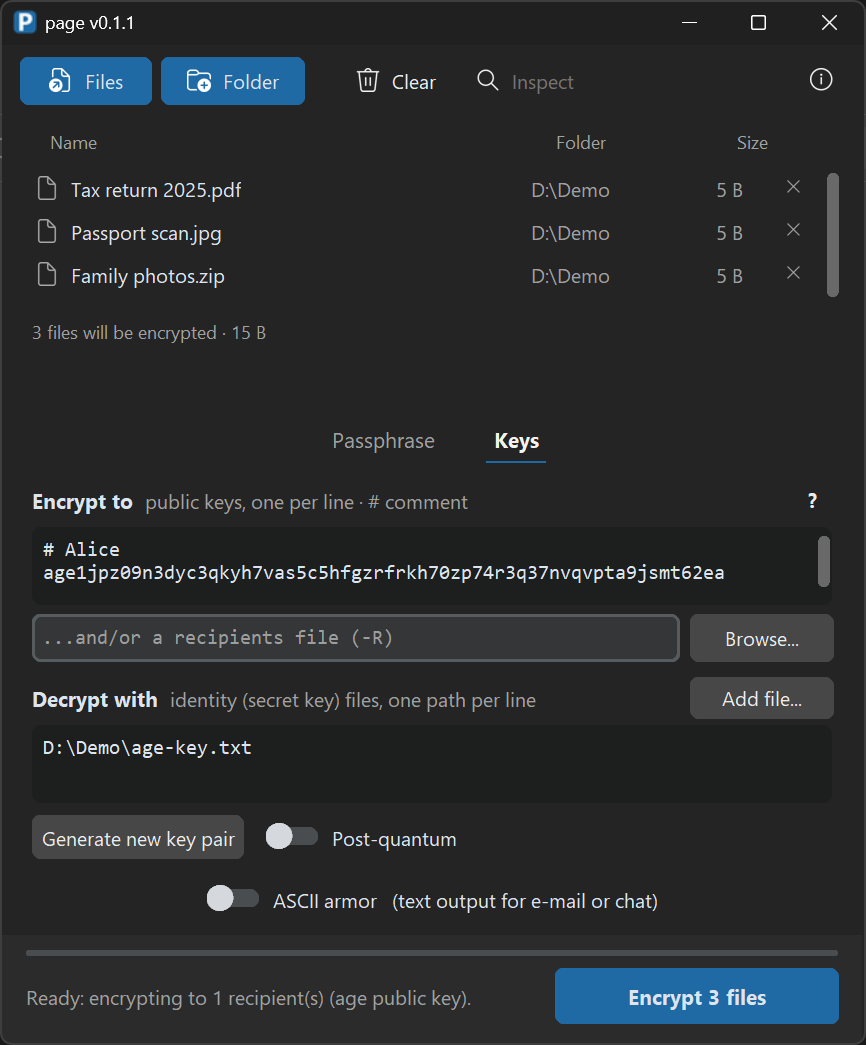 P page v0.1.1
Files Folder Clear Inspect
Name Folder Size
Tax return 2025.pdf D:\Demo 5 B
Passport scan.jpg D:\Demo 5 B
Family photos.zip D:\Demo 5 B
3 files will be encrypted · 15 B
Passphrase Keys
Encrypt to public keys, one per line · # comment ?
# Alice
age1jpz09n3dyc3qkyh7vas5c5hfgzrfrkh70zp74r3q37nvqvpta9jsmt62ea
...and/or a recipients file (-R) Browse...
Decrypt with identity (secret key) files, one path per line Add file...
D:\Demo\age-key.txt
Generate new key pair Post-quantum
ASCII armor (text output for e-mail or chat)
Ready: encrypting to 1 recipient(s) (age public key). Encrypt 3 files